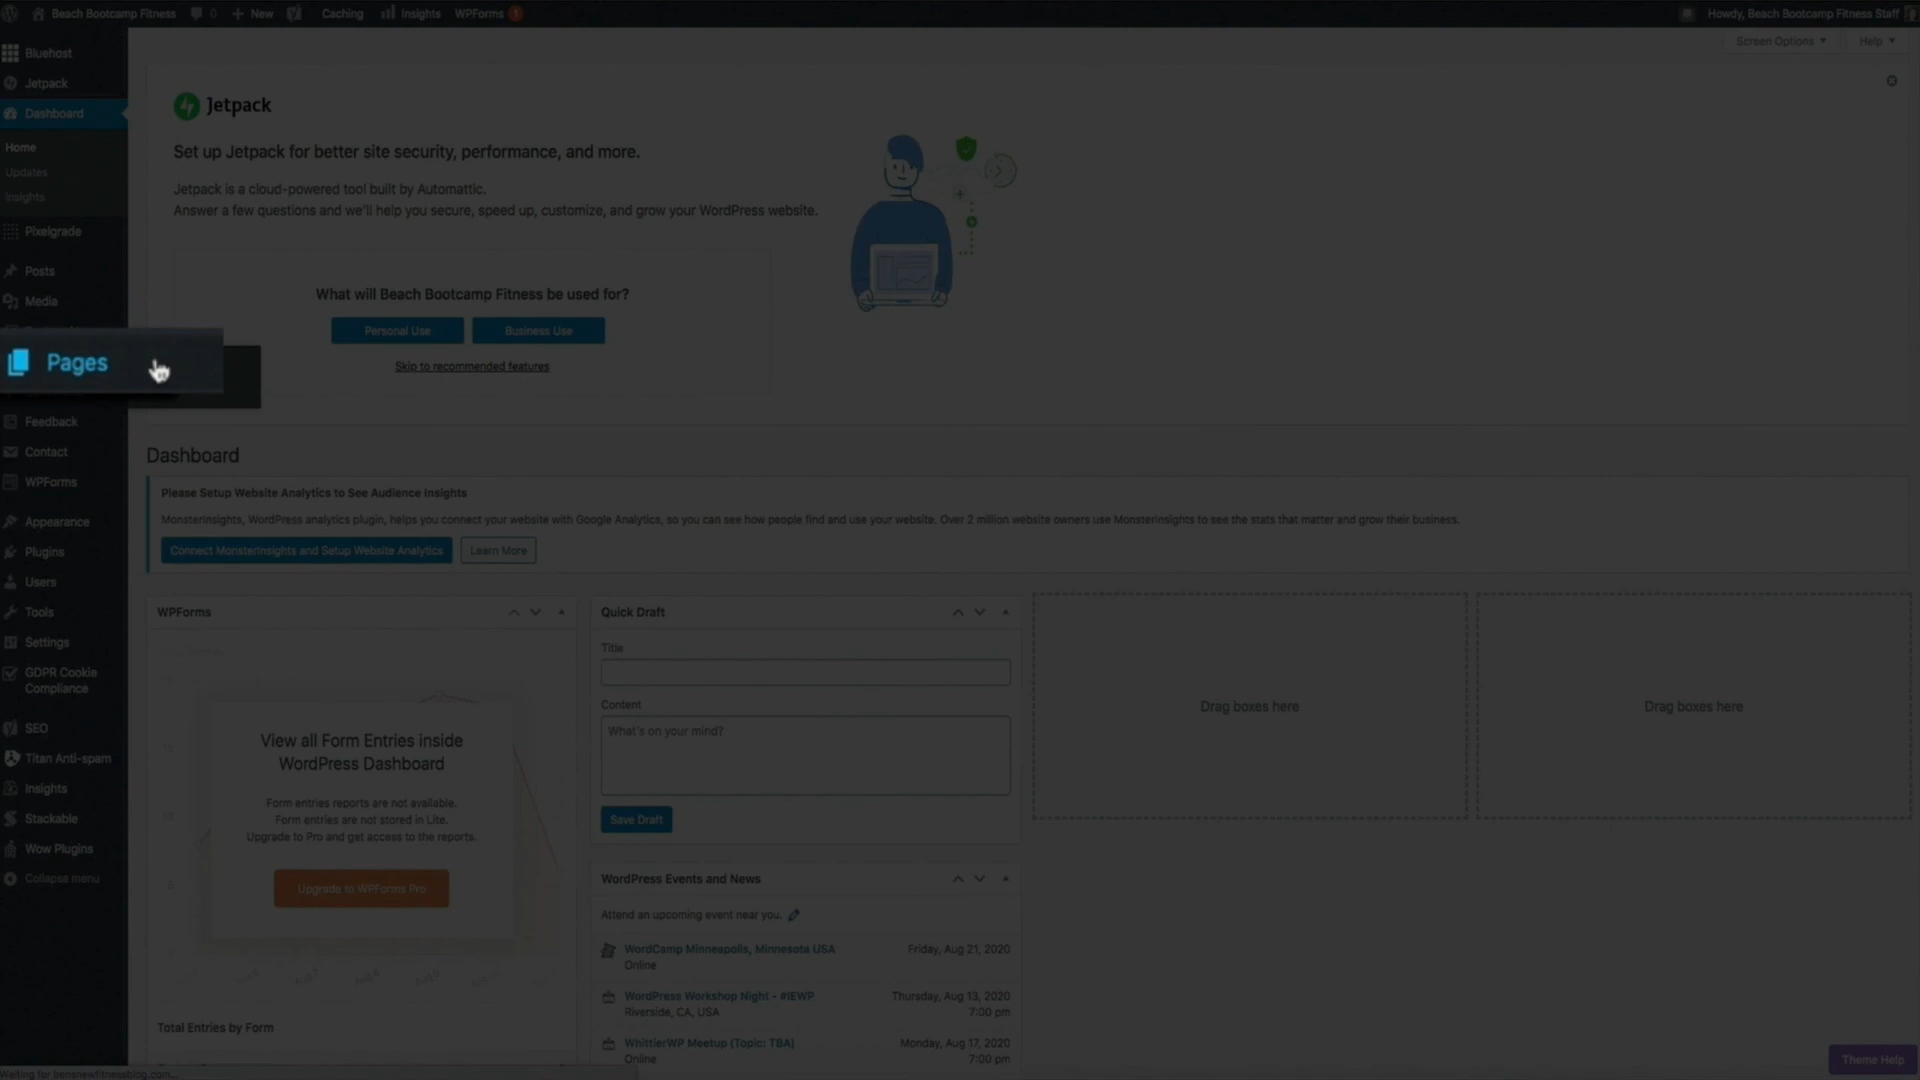 Beach Bootcamp Fitness 0 New Caching Insights WPForms 1 Howdy, Beach Bootcamp Fitness Staff
Screen Options Help
Bluehost
Jetpack
Dashboard
Home
Updates
Insights
Pixelgrade
Posts
Media
Pages
Feedback
Contact
WPForms
Appearance
Plugins
Users
Tools
Settings
GDPR Cookie
Compliance
SEO
Titan Anti-spam
Insights
Stackable
Wow Plugins
Collapse menu
Jetpack
Set up Jetpack for better site security, performance, and more.
Jetpack is a cloud-powered tool built by Automattic.
Answer a few questions and we'll help you secure, speed up, customize, and grow your WordPress website.
What will Beach Bootcamp Fitness be used for?
Personal Use Business Use
Skip to recommended features
Dashboard
Please Setup Website Analytics to See Audience Insights
MonsterInsights, WordPress analytics plugin, helps you connect your website with Google Analytics, so you can see how people find and use your website. Over 2 million website owners use MonsterInsights to see the stats that matter and grow their business.
Connect MonsterInsights and Setup Website Analytics Learn More
WPForms
View all Form Entries inside
WordPress Dashboard
Form entries reports are not available.
Form entries are not stored in Lite.
Upgrade to Pro and get access to the reports.
Upgrade to WPForms Pro
Total Entries by Form
Quick Draft
Title
Content
What's on your mind?
Save Draft
WordPress Events and News
Attend an upcoming event near you.
WordCamp Minneapolis, Minnesota USA Friday, Aug 21, 2020
Online
WordPress Workshop Night - #IEWP Thursday, Aug 13, 2020
Riverside, CA, USA 7:00 pm
WhittierWP Meetup (Topic: TBA) Monday, Aug 17, 2020
Online 7:00 pm
Drag boxes here
Drag boxes here
Theme Help
Waiting for bensnewfitnessblog.com...